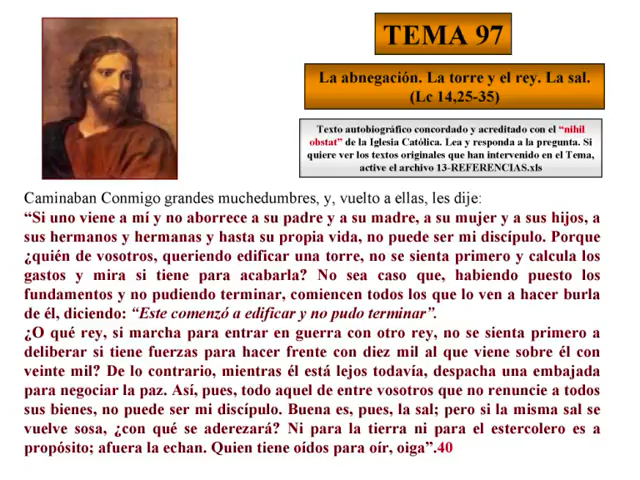 TEMA 97
La abnegación. La torre y el rey. La sal.
(Lc 14,25-35)
Texto autobiográfico concordado y acreditado con el “nihil
obstat” de la Iglesia Católica. Lea y responda a la pregunta. Si
quiere ver los textos originales que han intervenido en el Tema,
active el archivo 13-REFERENCIAS.xls
Caminaban Conmigo grandes muchedumbres, y, vuelto a ellas, les dije:
“Si uno viene a mí y no aborrece a su padre y a su madre, a su mujer y a sus hijos, a
sus hermanos y hermanas y hasta su propia vida, no puede ser mi discípulo. Porque
¿quién de vosotros, queriendo edificar una torre, no se sienta primero y calcula los
gastos y mira si tiene para acabarla? No sea caso que, habiendo puesto los
fundamentos y no pudiendo terminar, comiencen todos los que lo ven a hacer burla
de él, diciendo: “Este comenzó a edificar y no pudo terminar”.
¿O qué rey, si marcha para entrar en guerra con otro rey, no se sienta primero a
deliberar si tiene fuerzas para hacer frente con diez mil al que viene sobre él con
veinte mil? De lo contrario, mientras él está lejos todavía, despacha una embajada
para negociar la paz. Así, pues, todo aquel de entre vosotros que no renuncie a todos
sus bienes, no puede ser mi discípulo. Buena es, pues, la sal; pero si la misma sal se
vuelve sosa, ¿con qué se aderezará? Ni para la tierra ni para el estercolero es a
propósito; afuera la echan. Quien tiene oídos para oír, oiga”.40